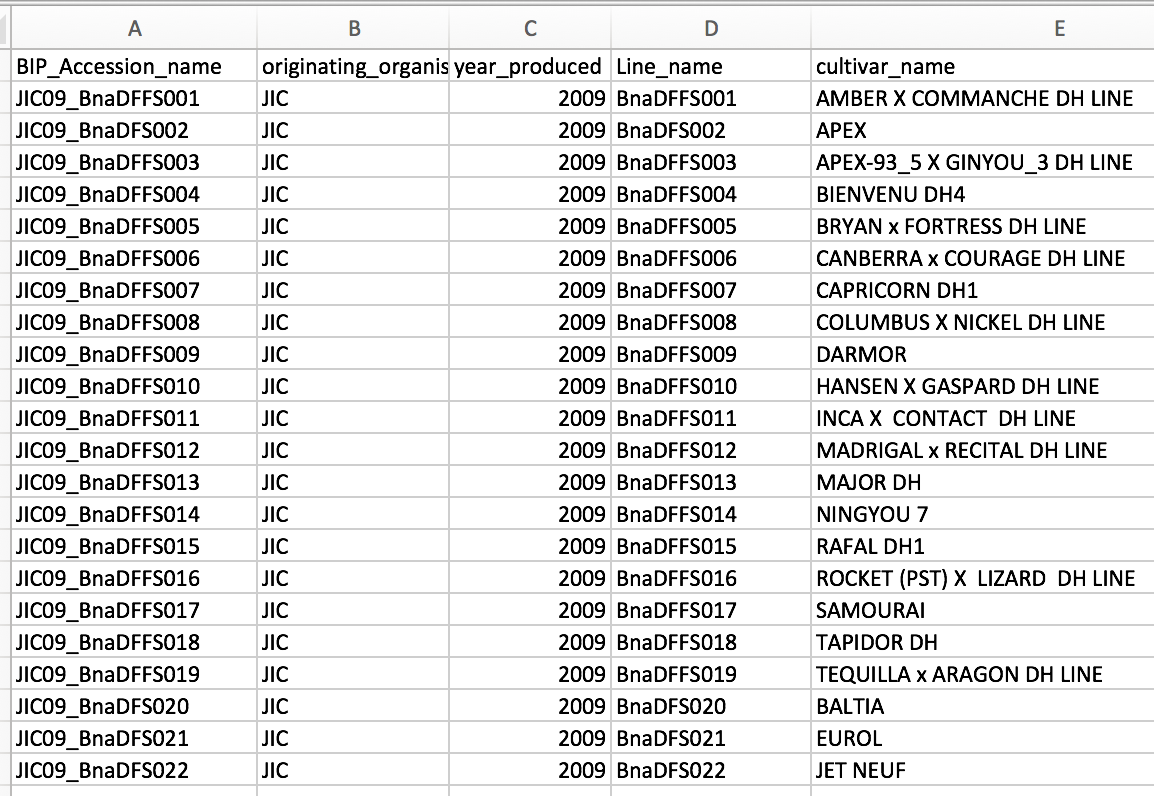 A B C D E
BIP_Accession_name originating_organis year_produced Line_name cultivar_name
JIC09_BnaDFFS001 JIC 2009 BnaDFFS001 AMBER X COMMANCHE DH LINE
JIC09_BnaDFS002 JIC 2009 BnaDFS002 APEX
JIC09_BnaDFFS003 JIC 2009 BnaDFFS003 APEX-93_5 X GINYOU_3 DH LINE
JIC09_BnaDFFS004 JIC 2009 BnaDFFS004 BIENVENU DH4
JIC09_BnaDFFS005 JIC 2009 BnaDFFS005 BRYAN x FORTRESS DH LINE
JIC09_BnaDFFS006 JIC 2009 BnaDFFS006 CANBERRA x COURAGE DH LINE
JIC09_BnaDFFS007 JIC 2009 BnaDFFS007 CAPRICORN DH1
JIC09_BnaDFFS008 JIC 2009 BnaDFFS008 COLUMBUS X NICKEL DH LINE
JIC09_BnaDFFS009 JIC 2009 BnaDFFS009 DARMOR
JIC09_BnaDFFS010 JIC 2009 BnaDFFS010 HANSEN X GASPARD DH LINE
JIC09_BnaDFFS011 JIC 2009 BnaDFFS011 INCA X  CONTACT  DH LINE
JIC09_BnaDFFS012 JIC 2009 BnaDFFS012 MADRIGAL x RECITAL DH LINE
JIC09_BnaDFFS013 JIC 2009 BnaDFFS013 MAJOR DH
JIC09_BnaDFFS014 JIC 2009 BnaDFFS014 NINGYOU 7
JIC09_BnaDFFS015 JIC 2009 BnaDFFS015 RAFAL DH1
JIC09_BnaDFFS016 JIC 2009 BnaDFFS016 ROCKET (PST) X  LIZARD  DH LINE
JIC09_BnaDFFS017 JIC 2009 BnaDFFS017 SAMOURAI
JIC09_BnaDFFS018 JIC 2009 BnaDFFS018 TAPIDOR DH
JIC09_BnaDFFS019 JIC 2009 BnaDFFS019 TEQUILLA x ARAGON DH LINE
JIC09_BnaDFS020 JIC 2009 BnaDFS020 BALTIA
JIC09_BnaDFS021 JIC 2009 BnaDFS021 EUROL
JIC09_BnaDFS022 JIC 2009 BnaDFS022 JET NEUF